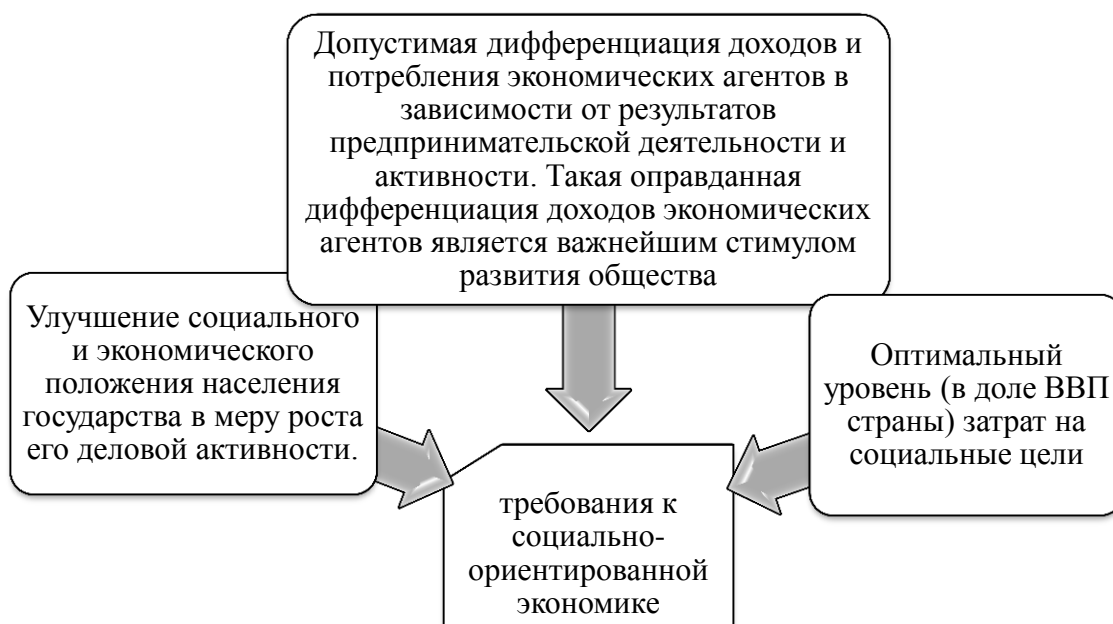 Допустимая дифференциация доходов и
потребления экономических агентов в
зависимости от результатов
предпринимательской деятельности и
активности. Такая оправданная
дифференциация доходов экономических
агентов является важнейшим стимулом
развития общества
Улучшение социального
и экономического
положения населения
государства в меру роста
его деловой активности.
Оптимальный
уровень (в доле ВВП
страны) затрат на
социальные цели
требования к
социально-
ориентированной
экономике